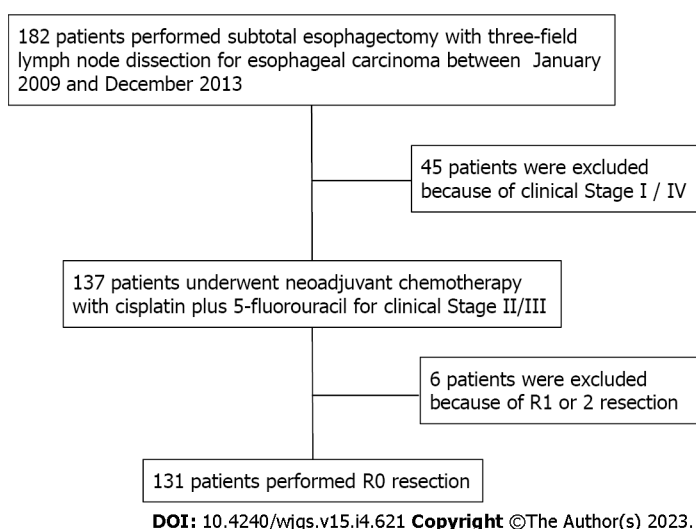 182 patients performed subtotal esophagectomy with three-field
lymph node dissection for esophageal carcinoma between January
2009 and December 2013
45 patients were excluded
because of clinical Stage I / IV
137 patients underwent neoadjuvant chemotherapy
with cisplatin plus 5-fluorouracil for clinical Stage II/III
6 patients were excluded
because of R1 or 2 resection
131 patients performed R0 resection
DOI: 10.4240/wjgs.v15.i4.621 Copyright ©The Author(s) 2023.